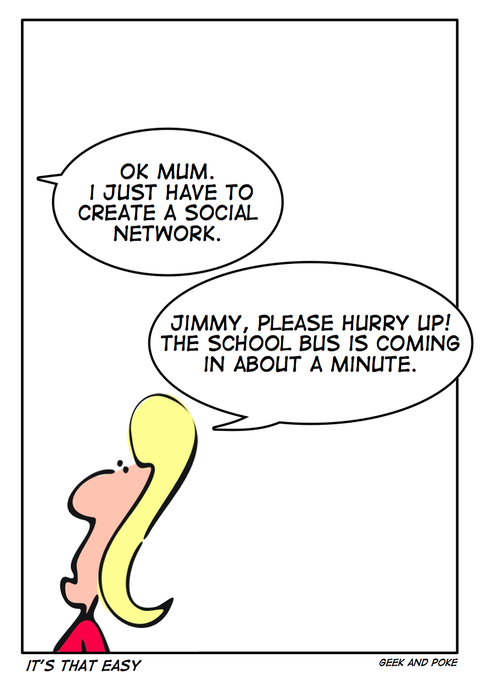 OK MUM.
I JUST HAVE TO
CREATE A SOCIAL
NETWORK.
JIMMY, PLEASE HURRY UP!
THE SCHOOL BUS IS COMING
IN ABOUT A MINUTE.
IT'S THAT EASY
GEEK AND POKE